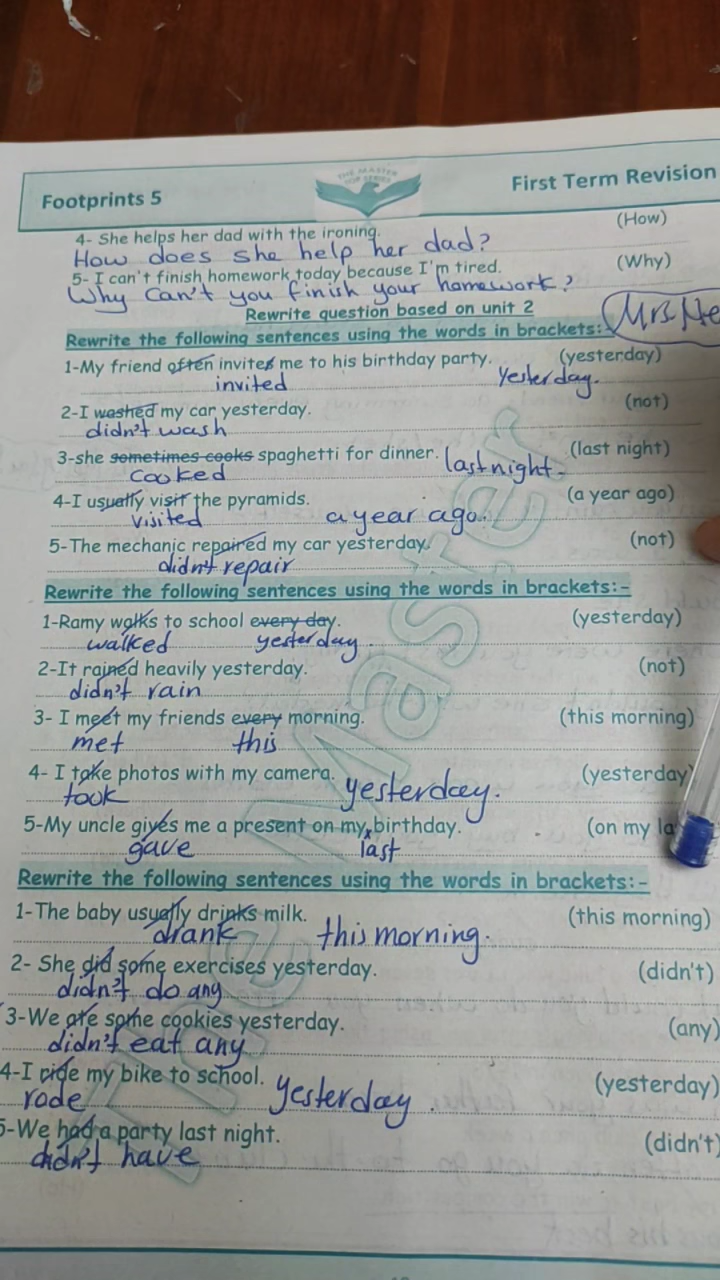 THE MASTER
TOP SERIES
Footprints 5
First Term Revision
4- She helps her dad with the ironing. (How)
How does she help her dad?
5- I can't finish homework today because I'm tired. (Why)
Why Can't you finish your homework?
Rewrite question based on unit 2
Rewrite the following sentences using the words in brackets:- Mrs.
1-My friend often invites me to his birthday party. (yesterday)
invited yesterday.
2-I washed my car yesterday. (not)
didn't wash
3-she sometimes cooks spaghetti for dinner. (last night)
cooked last night.
4-I usually visit the pyramids. (a year ago)
visited a year ago.
5-The mechanic repaired my car yesterday. (not)
didn't repair
Rewrite the following sentences using the words in brackets:-
1-Ramy walks to school every day. (yesterday)
walked yesterday.
2-It rained heavily yesterday. (not)
didn't rain
3- I meet my friends every morning. (this morning)
met this
4- I take photos with my camera. (yesterday)
took yesterday.
5-My uncle gives me a present on my birthday. (on my la
gave last
Rewrite the following sentences using the words in brackets:-
1-The baby usually drinks milk. (this morning)
drank this morning.
2- She did some exercises yesterday. (didn't)
didn't do any
3-We ate some cookies yesterday. (any)
didn't eat any
4-I ride my bike to school. (yesterday)
rode yesterday.
5-We had a party last night. (didn't)
didn't have
The Master